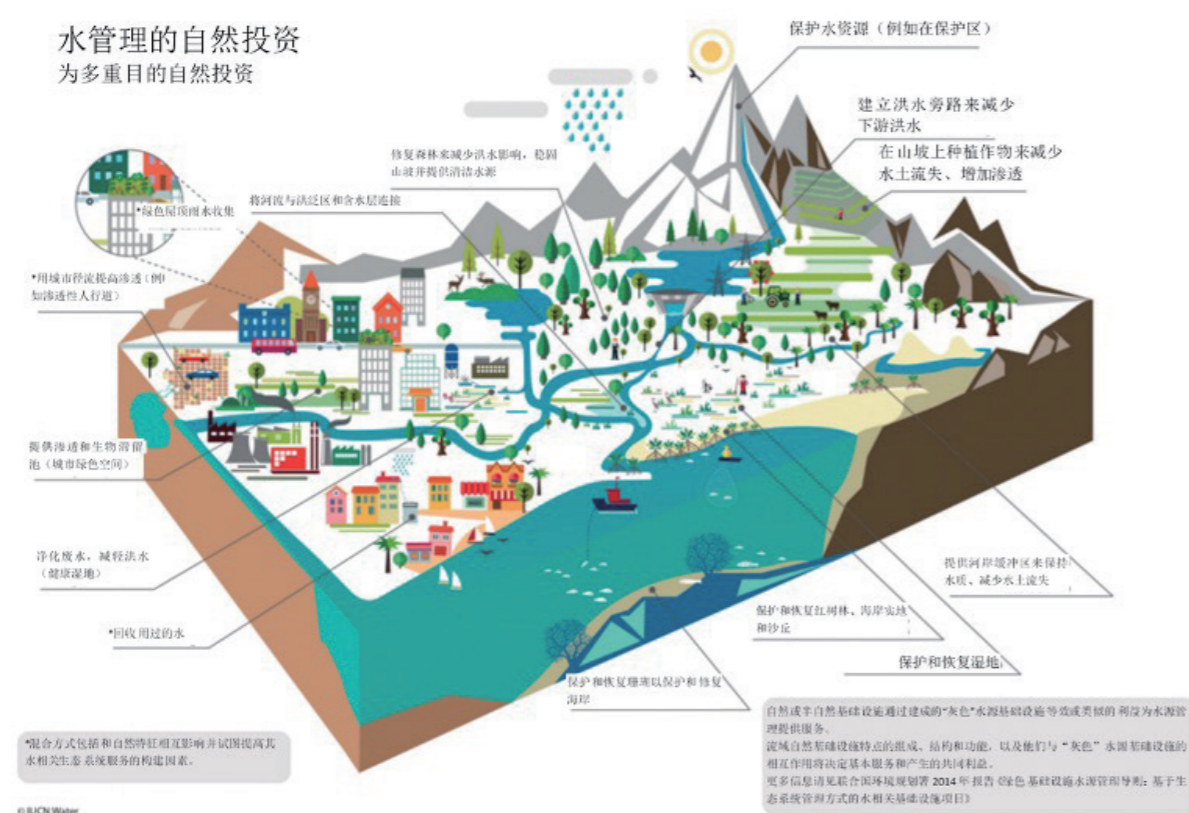 水管理的自然投资
为多重目的自然投资
保护水资源（例如在保护区）
建立洪水旁路来减少
下游洪水
在山坡上种植作物来减少
水土流失、增加渗透
修复森林来减少洪水影响，稳固
山坡并提供清洁水源
将河流与洪泛区和含水层连接
*绿色屋顶雨水收集
*用城市径流提高渗透（例
如渗透性人行道）
提供渗透和生物滞留
池（城市绿色空间）
净化废水，减轻洪水
（健康湿地）
*回收用过的水
提供河岸缓冲区来保持
水质、减少水土流失
保护和恢复红树林、海岸实地
和沙丘
保护和恢复湿地
保护和恢复珊瑚以保护和修复
海岸
*混合方式包括和自然特征相互影响并试图提高其
水相关生态系统服务的构建因素。
自然或半自然基础设施通过建成的“灰色”水源基础设施等效或类似的利益为水源管
理提供服务。
流域自然基础设施特点的组成、结构和功能，以及他们与“灰色”水源基础设施的
相互作用将决定基本服务和产生的共同利益。
更多信息请见联合国环境规划署 2014 年报告《绿色基础设施水源管理导则：基于生
态系统管理方式的水相关基础设施项目》
© IUCN Water